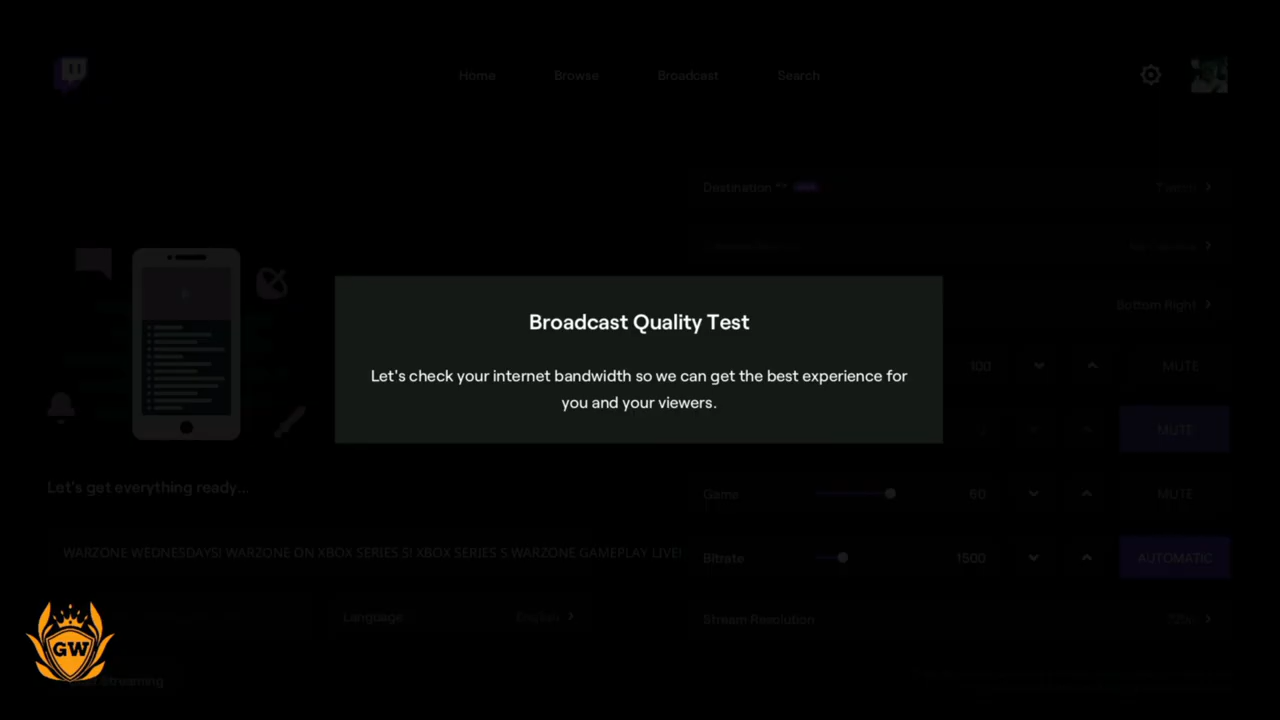 Home Browse Broadcast Search
Destination
Bottom Right
100 MUTE
Broadcast Quality Test
Let's check your internet bandwidth so we can get the best experience for
you and your viewers.
MUTE
Let's get everything ready...
Game 60 MUTE
WARZONE WEDNESDAYS! WARZONE ON XBOX SERIES S! XBOX SERIES S WARZONE GAMEPLAY LIVE!
Bitrate 1500 AUTOMATIC
Language English
Stream Resolution
GW
Streaming